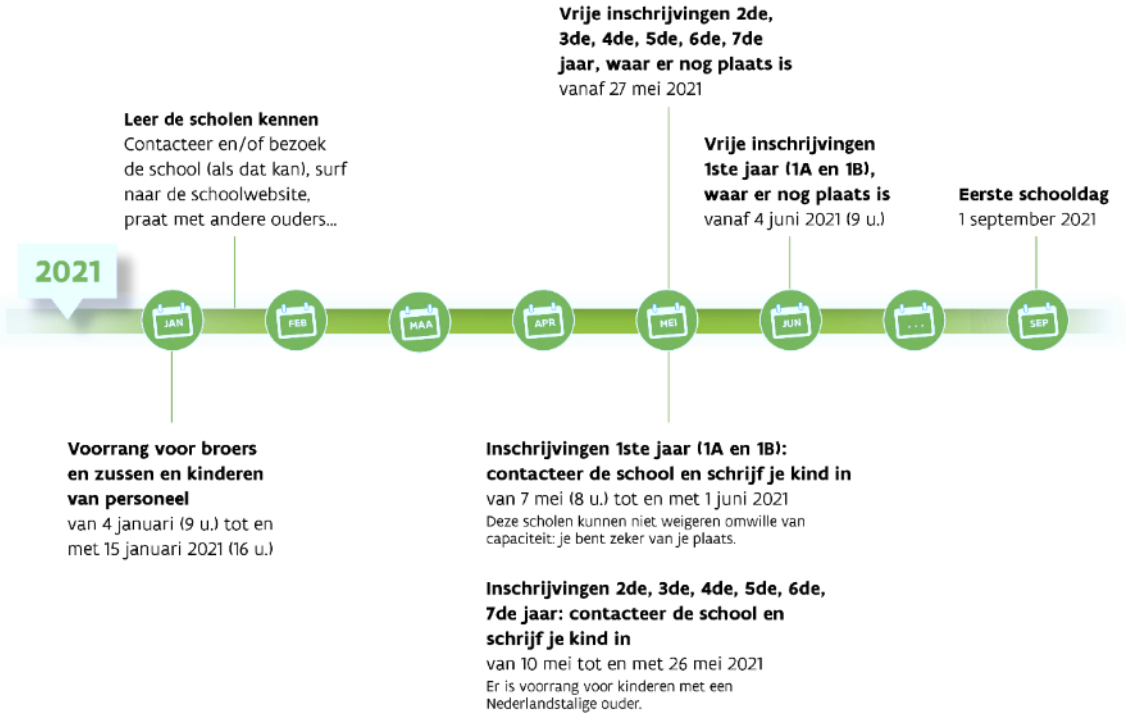 Vrije inschrijvingen 2de,
3de, 4de, 5de, 6de, 7de
jaar, waar er nog plaats is
vanaf 27 mei 2021
Leer de scholen kennen
Contacteer en/of bezoek
de school (als dat kan), surf
naar de schoolwebsite,
praat met andere ouders...
Vrije inschrijvingen
1ste jaar (1A en 1B),
waar er nog plaats is
vanaf 4 juni 2021 (9 u.)
Eerste schooldag
1 september 2021
2021
JAN
FEB
MAA
APR
MEI
JUN
...
SEP
Voorrang voor broers
en zussen en kinderen
van personeel
van 4 januari (9 u.) tot en
met 15 januari 2021 (16 u.)
Inschrijvingen 1ste jaar (1A en 1B):
contacteer de school en schrijf je kind in
van 7 mei (8 u.) tot en met 1 juni 2021
Deze scholen kunnen niet weigeren omwille van
capaciteit: je bent zeker van je plaats.
Inschrijvingen 2de, 3de, 4de, 5de, 6de,
7de jaar: contacteer de school en
schrijf je kind in
van 10 mei tot en met 26 mei 2021
Er is voorrang voor kinderen met een
Nederlandstalige ouder.